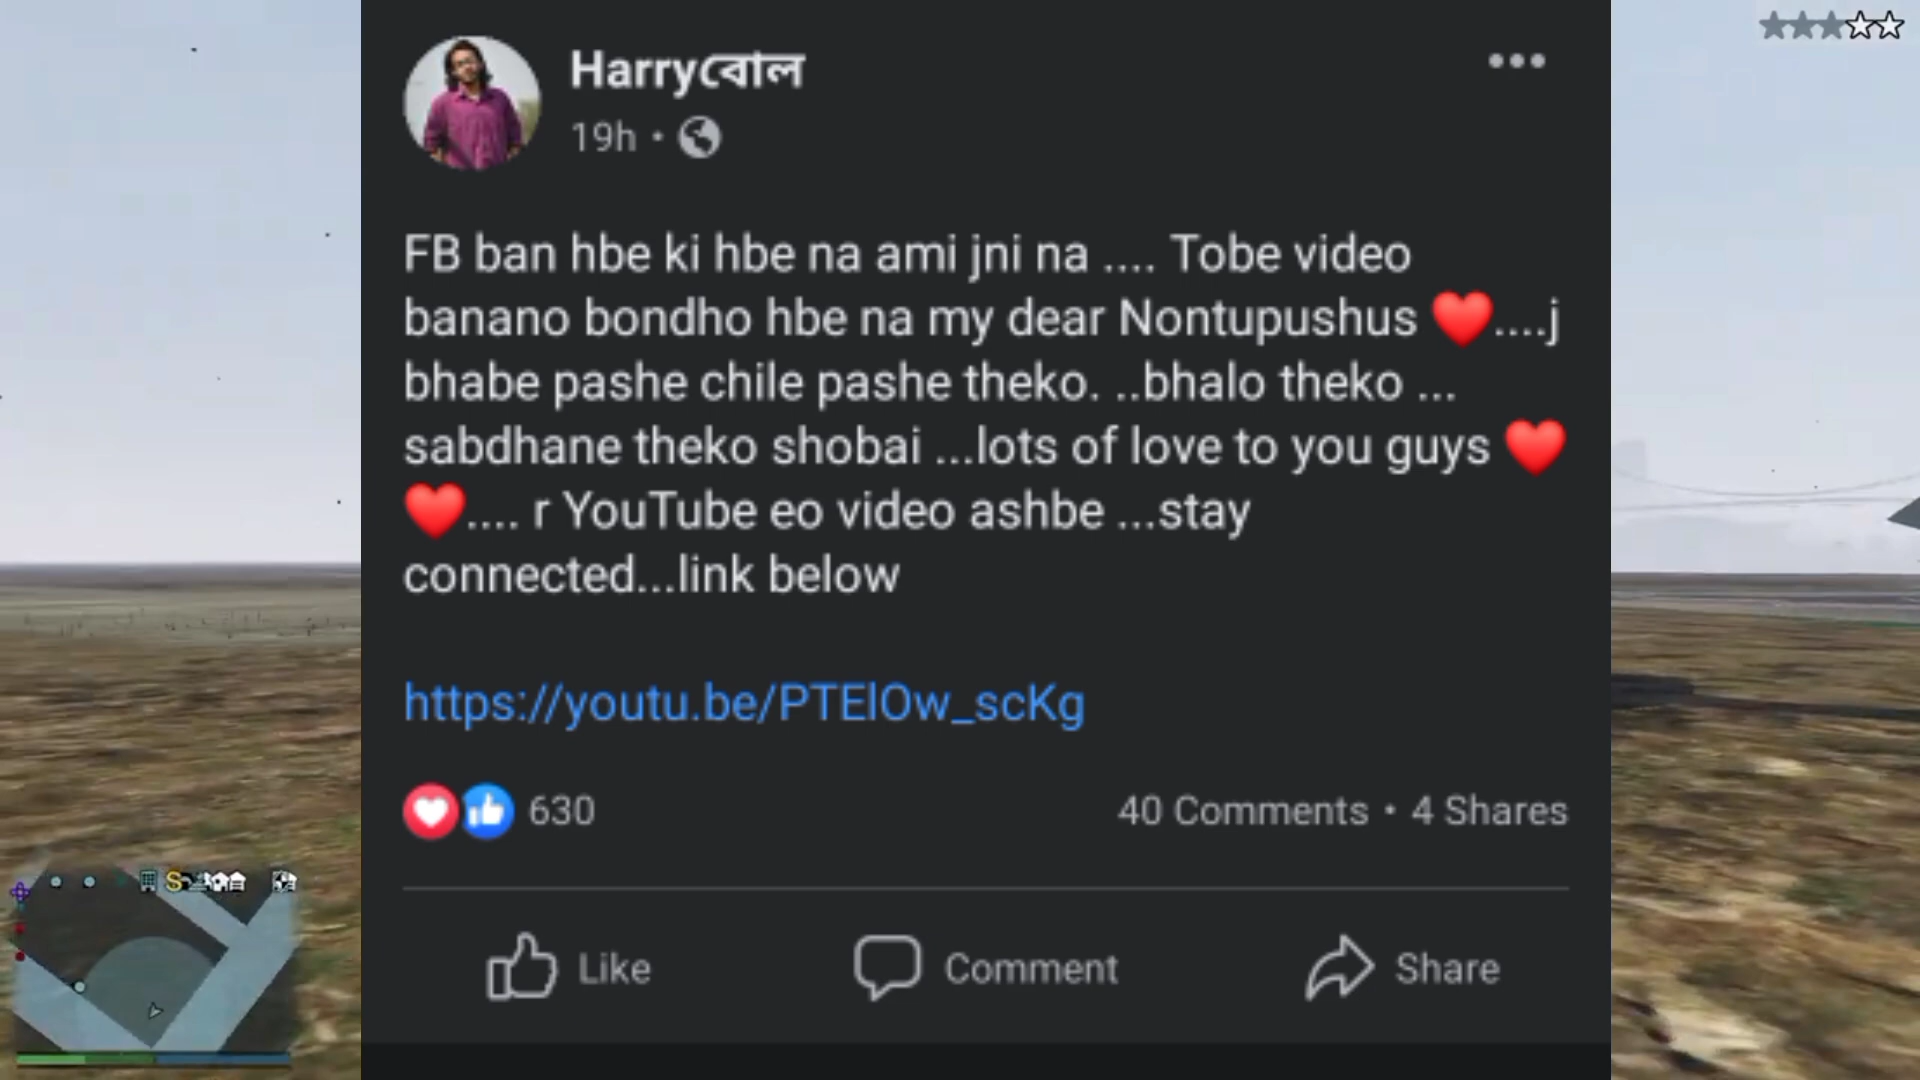 Harryবোল
19h
FB ban hbe ki hbe na ami jni na .... Tobe video
banano bondho hbe na my dear Nontupushus ❤️....j
bhabe pashe chile pashe theko. ..bhalo theko ...
sabdhane theko shobai ...lots of love to you guys ❤️
❤️.... r YouTube eo video ashbe ...stay
connected...link below
https://youtu.be/PTElOw_scKg
630
40 Comments • 4 Shares
Like
Comment
Share